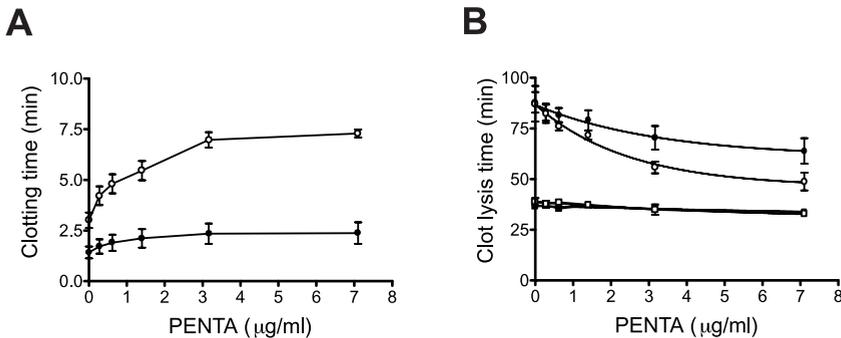 A
B
Clotting time (min)
10.0
7.5
5.0
2.5
0.0
0 1 2 3 4 5 6 7 8
PENTA (μg/ml)
Clot lysis time (min)
100
75
50
25
0
0 1 2 3 4 5 6 7 8
PENTA (μg/ml)